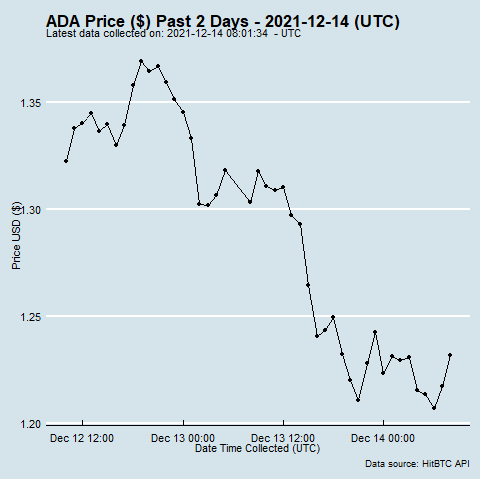 ADA Price ($) Past 2 Days - 2021-12-14 (UTC)
Latest data collected on: 2021-12-14 08:01:34 - UTC
1.35
1.30
Price USD ($)
1.25
1.20
Dec 12 12:00 Dec 13 00:00 Dec 13 12:00 Dec 14 00:00
Date Time Collected (UTC)
Data source: HitBTC API